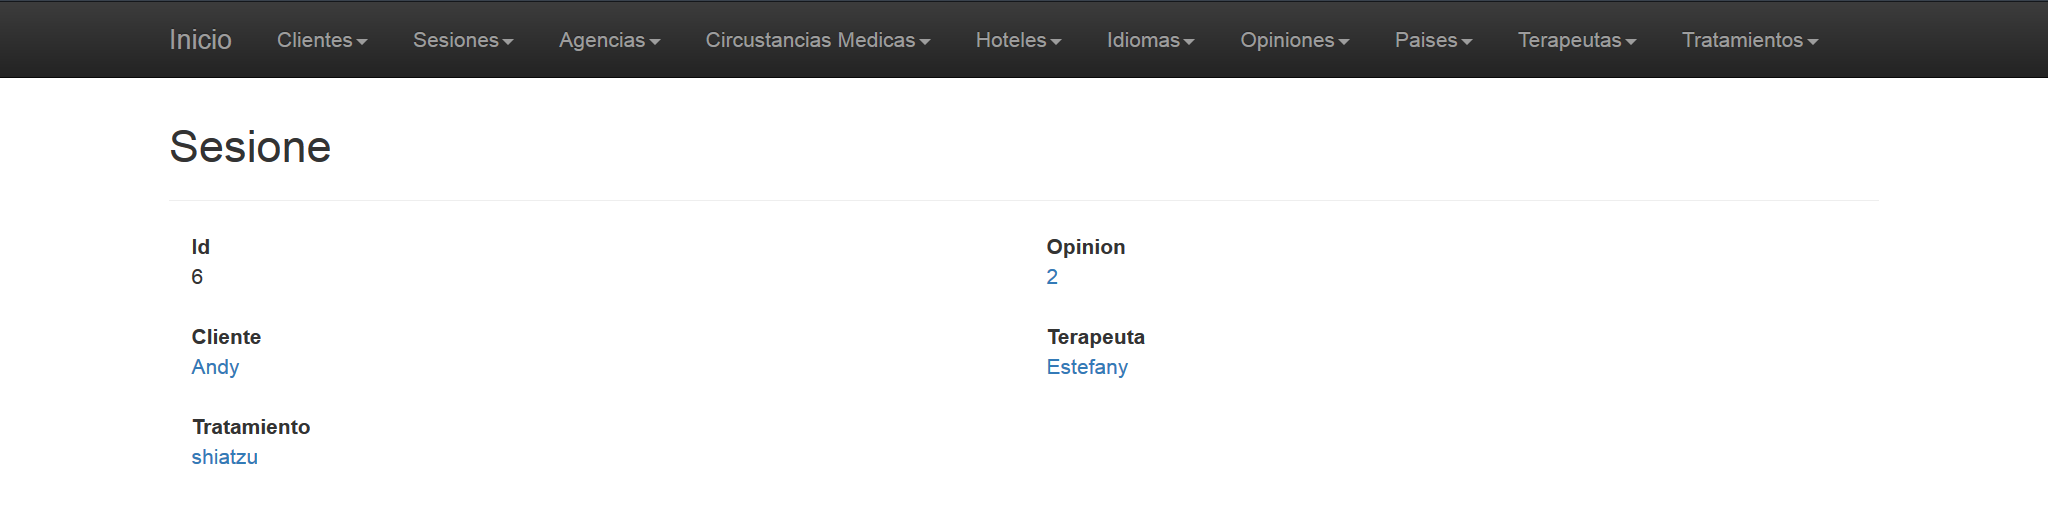 Inicio Clientes Sesiones Agencias Circustancias Medicas Hoteles Idiomas Opiniones Paises Terapeutas Tratamientos
Sesione
Id
6
Opinion
2
Cliente
Andy
Terapeuta
Estefany
Tratamiento
shiatzu